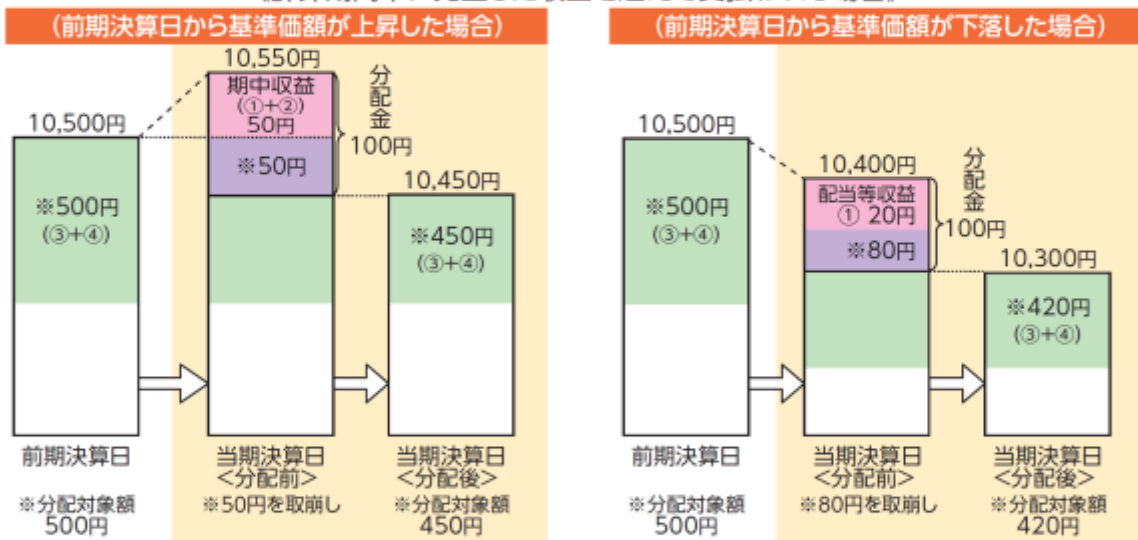 (前期決算日から基準価額が上昇した場合)
10,550円
期中収益
(①+②)
50円
※50円
分配金
100円
10,500円
※500円
(③+④)
10,450円
※450円
(③+④)
前期決算日
当期決算日
<分配前>
当期決算日
<分配後>
※分配対象額
500円
※50円を取崩し
※分配対象額
450円
(前期決算日から基準価額が下落した場合)
10,500円
※500円
(③+④)
10,400円
配当等収益
① 20円
※80円
分配金
100円
10,300円
※420円
(③+④)
前期決算日
当期決算日
<分配前>
当期決算日
<分配後>
※分配対象額
500円
※80円を取崩し
※分配対象額
420円